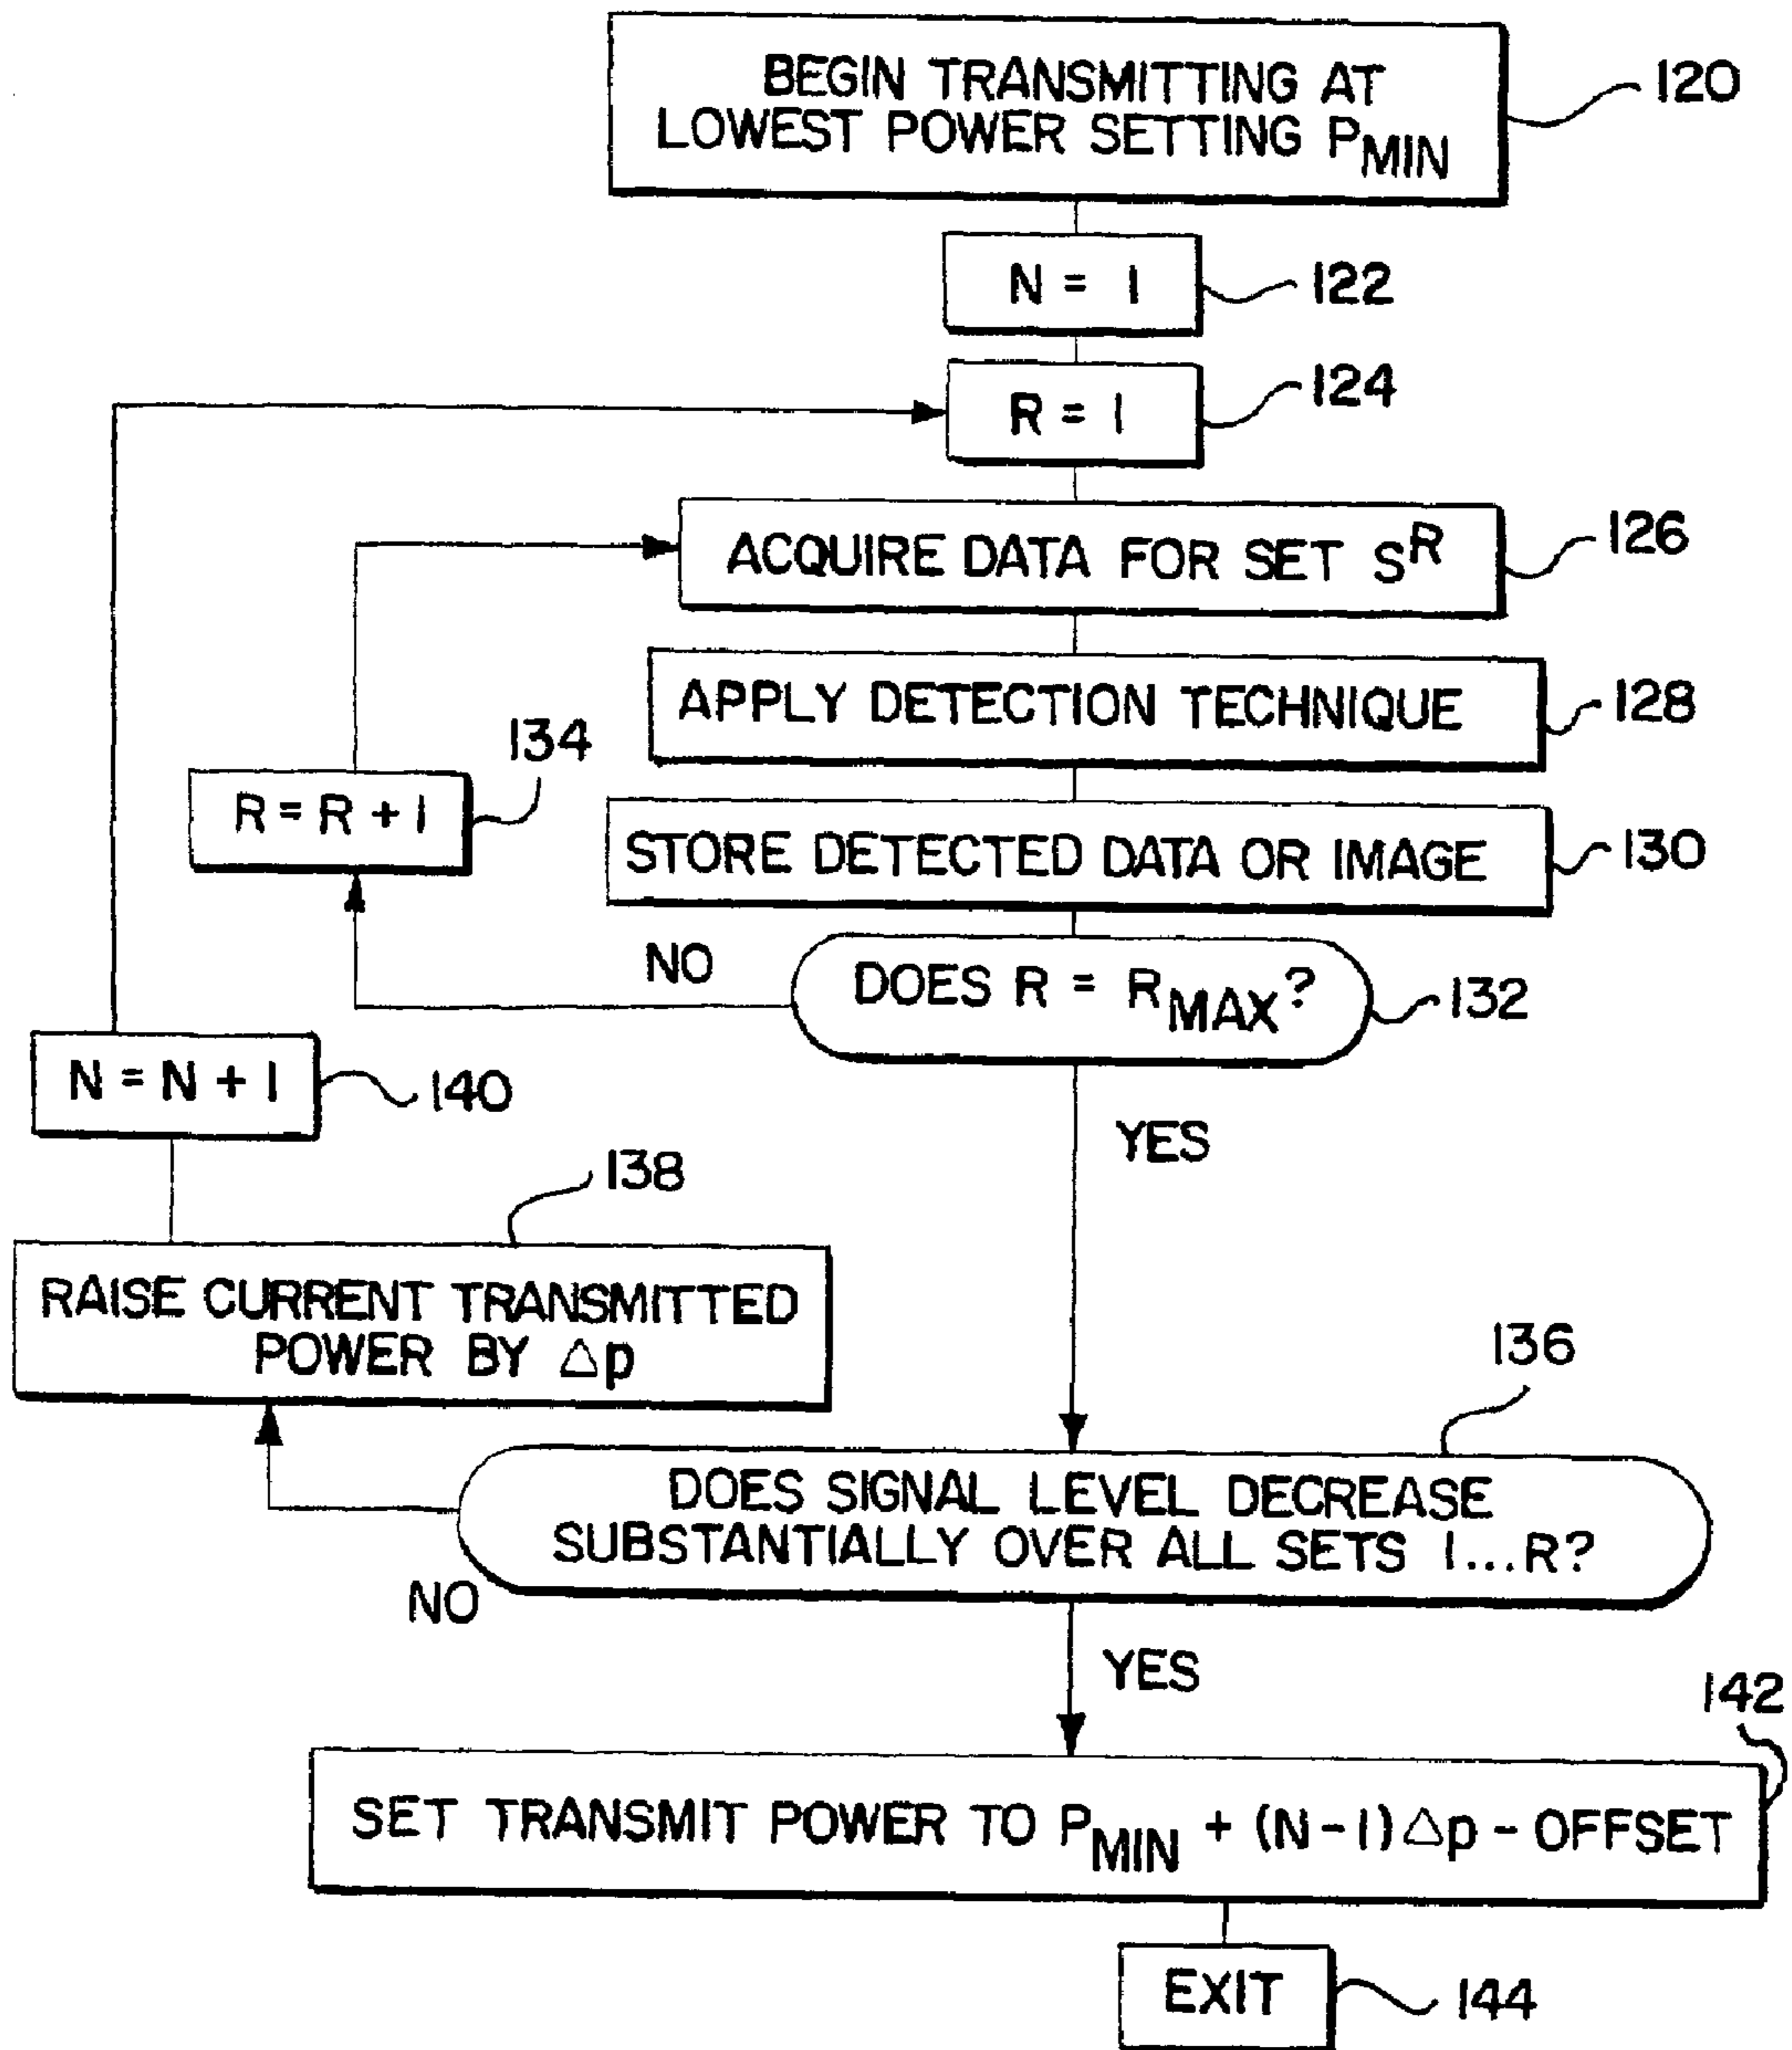 BEGIN TRANSMITTING AT
LOWEST POWER SETTING PMIN
120
N = 1
122
R = 1
124
ACQUIRE DATA FOR SET SR
126
APPLY DETECTION TECHNIQUE
128
134
R = R + 1
STORE DETECTED DATA OR IMAGE
130
NO
DOES R = RMAX?
132
N = N + 1
140
YES
138
RAISE CURRENT TRANSMITTED
POWER BY △p
136
DOES SIGNAL LEVEL DECREASE
SUBSTANTIALLY OVER ALL SETS 1...R?
NO
YES
142
SET TRANSMIT POWER TO PMIN + (N-1)△p - OFFSET
EXIT
144